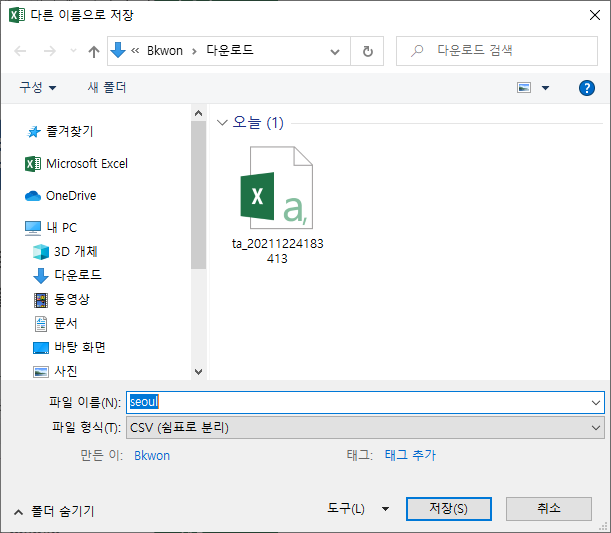 다른 이름으로 저장
« Bkwon › 다운로드
다운로드 검색
구성
새 폴더
즐겨찾기
Microsoft Excel
OneDrive
내 PC
3D 개체
다운로드
동영상
문서
바탕 화면
사진
오늘 (1)
X a,
ta_20211224183
413
파일 이름(N): seoul
파일 형식(T): CSV (쉼표로 분리)
만든 이: Bkwon 태그: 태그 추가
폴더 숨기기
도구(L)
저장(S)
취소